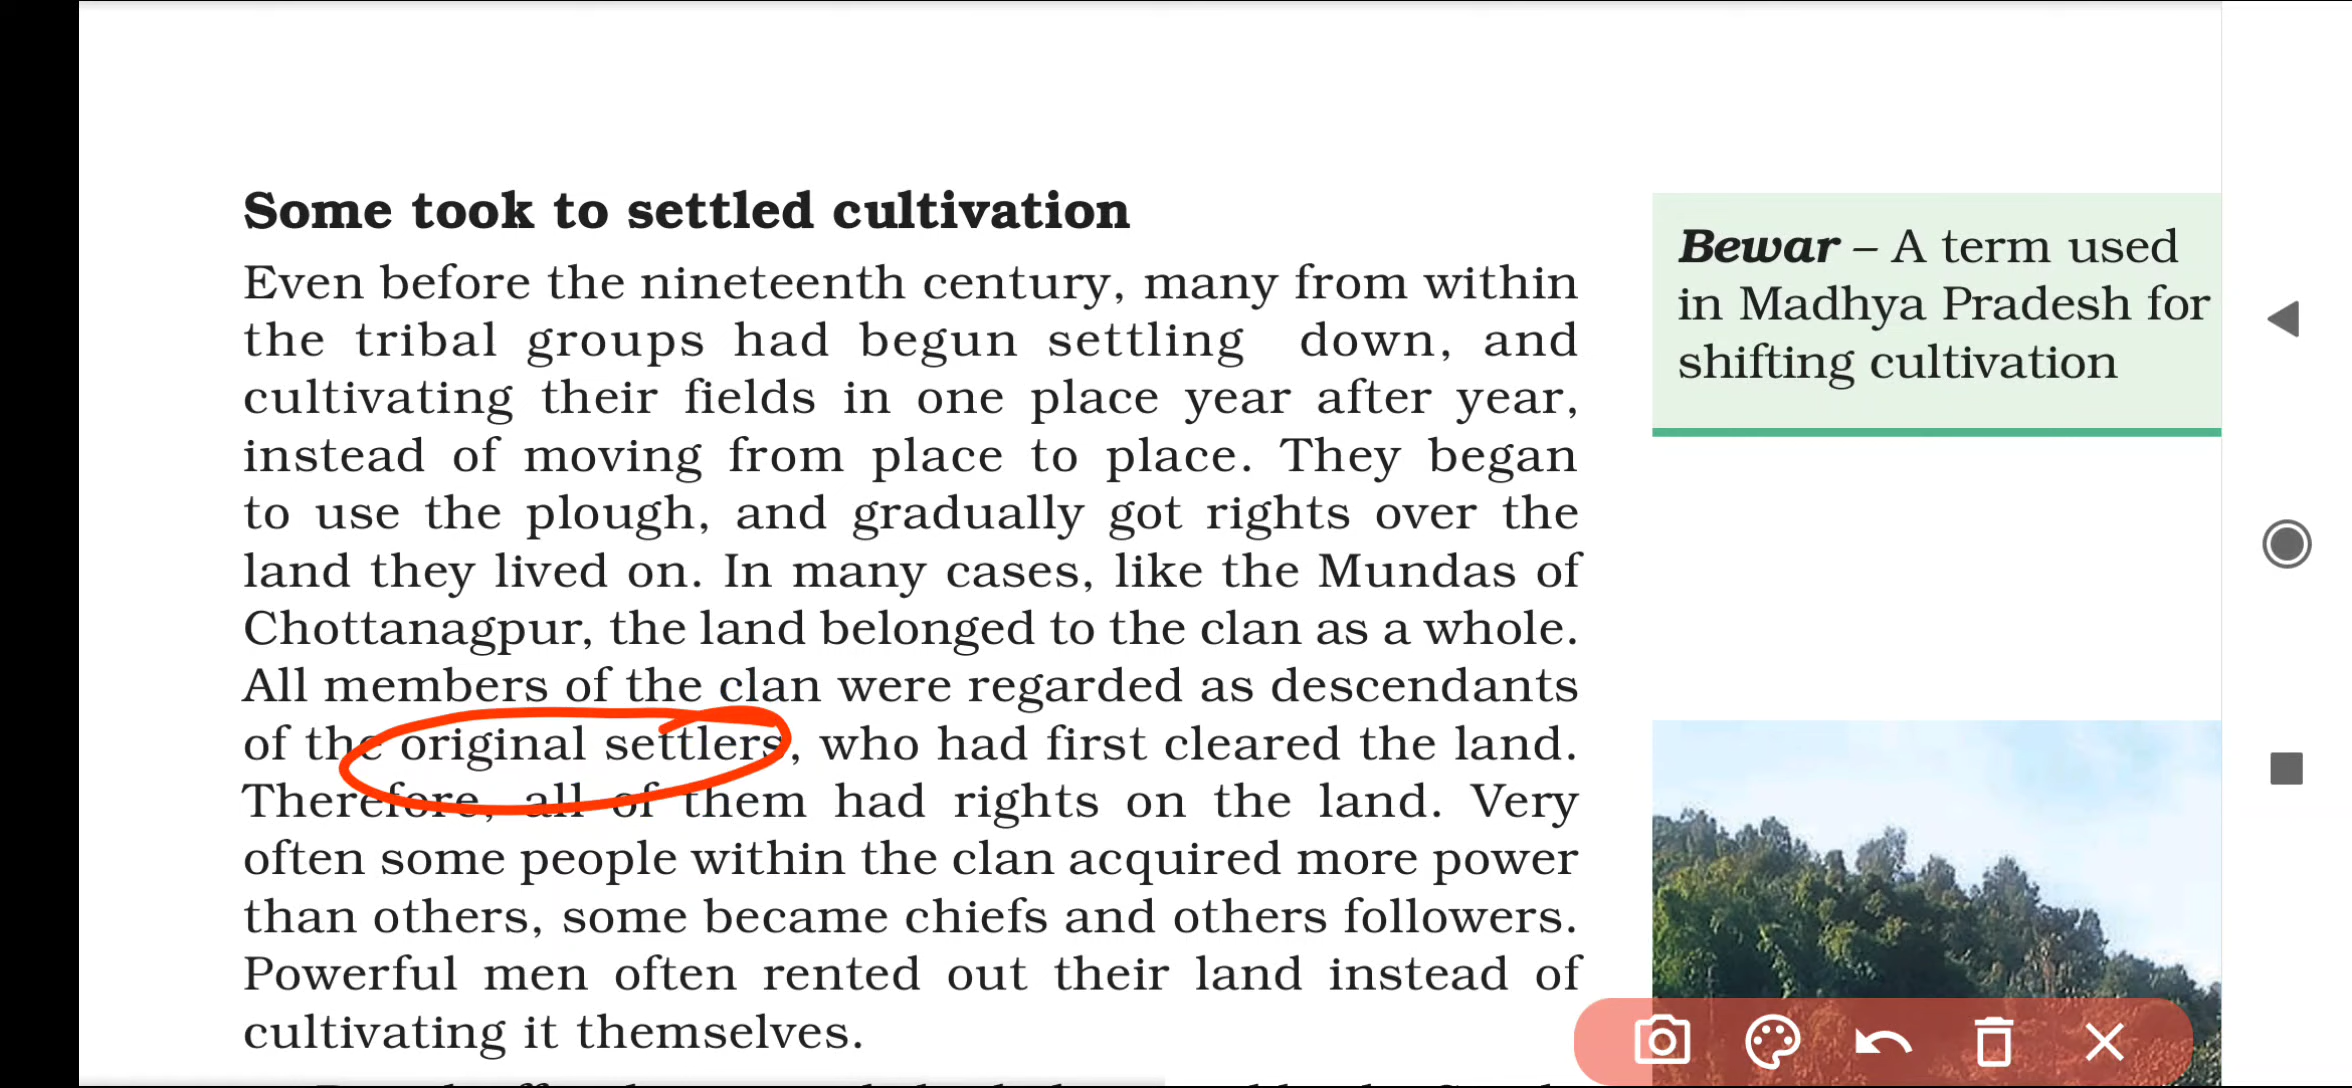 Some took to settled cultivation
Even before the nineteenth century, many from within
the tribal groups had begun settling down, and
cultivating their fields in one place year after year,
instead of moving from place to place. They began
to use the plough, and gradually got rights over the
land they lived on. In many cases, like the Mundas of
Chottanagpur, the land belonged to the clan as a whole.
All members of the clan were regarded as descendants
of the original settlers, who had first cleared the land.
Therefore, all of them had rights on the land. Very
often some people within the clan acquired more power
than others, some became chiefs and others followers.
Powerful men often rented out their land instead of
cultivating it themselves.
Bewar – A term used
in Madhya Pradesh for
shifting cultivation